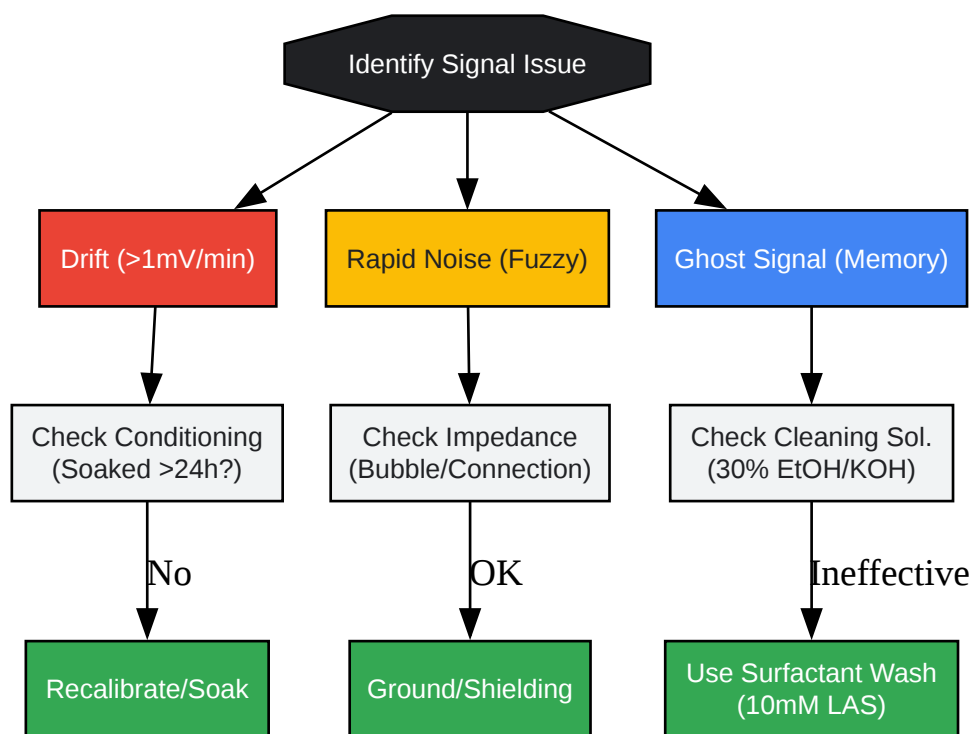 Identify Signal Issue
Drift (>1mV/min)
Rapid Noise (Fuzzy)
Ghost Signal (Memory)
Check Conditioning
(Soaked >24h?)
Check Impedance
(Bubble/Connection)
Check Cleaning Sol.
(30% EtOH/KOH)
No
OK
Ineffective
Recalibrate/Soak
Ground/Shielding
Use Surfactant Wash
(10mM LAS)